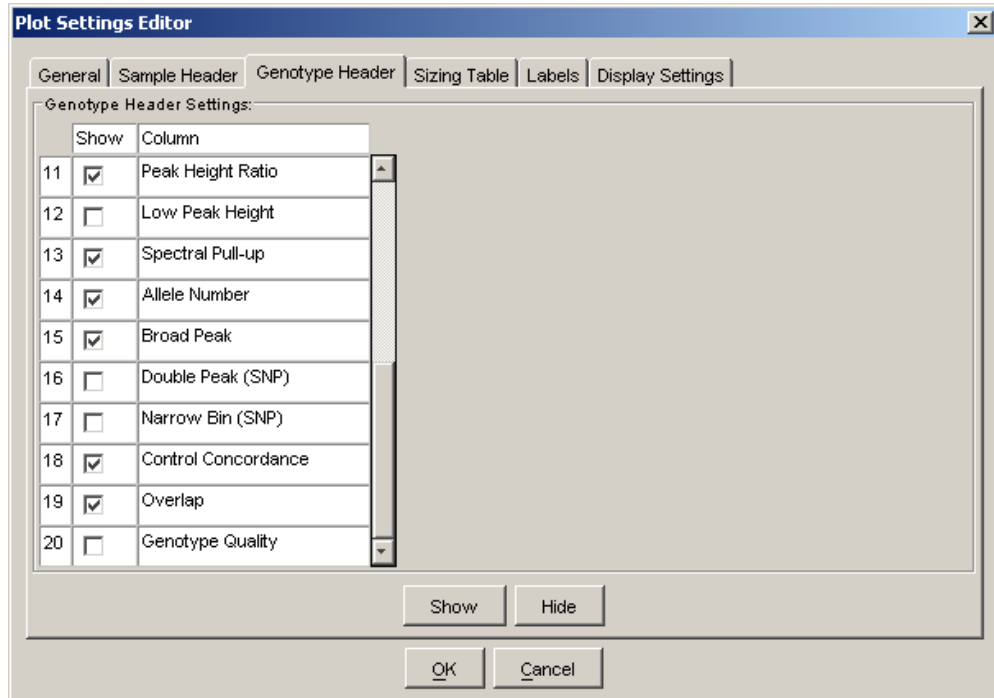 Plot Settings Editor
General Sample Header Genotype Header Sizing Table Labels Display Settings
Genotype Header Settings:
Show Column
11 Peak Height Ratio
12 Low Peak Height
13 Spectral Pull-up
14 Allele Number
15 Broad Peak
16 Double Peak (SNP)
17 Narrow Bin (SNP)
18 Control Concordance
19 Overlap
20 Genotype Quality
Show Hide
OK Cancel